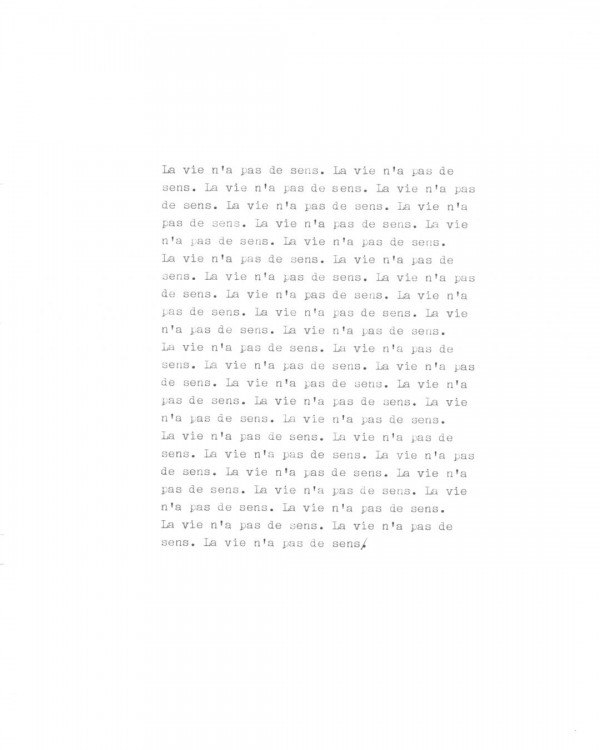 La vie n'a pas de sens. La vie n'a pas de
sens. La vie n'a pas de sens. La vie n'a pas
de sens. La vie n'a pas de sens. La vie n'a
pas de sens. La vie n'a pas de sens. La vie
n'a pas de sens. La vie n'a pas de sens.
La vie n'a pas de sens. La vie n'a pas de
sens. La vie n'a pas de sens. La vie n'a pas
de sens. La vie n'a pas de sens. La vie n'a
pas de sens. La vie n'a pas de sens. La vie
n'a pas de sens. La vie n'a pas de sens.
La vie n'a pas de sens. La vie n'a pas de
sens. La vie n'a pas de sens. La vie n'a pas
de sens. La vie n'a pas de sens. La vie n'a
pas de sens. La vie n'a pas de sens. La vie
n'a pas de sens. La vie n'a pas de sens.
La vie n'a pas de sens. La vie n'a pas de
sens. La vie n'a pas de sens. La vie n'a pas
de sens. La vie n'a pas de sens. La vie n'a
pas de sens. La vie n'a pas de sens. La vie
n'a pas de sens. La vie n'a pas de sens.
La vie n'a pas de sens. La vie n'a pas de
sens. La vie n'a pas de sens,